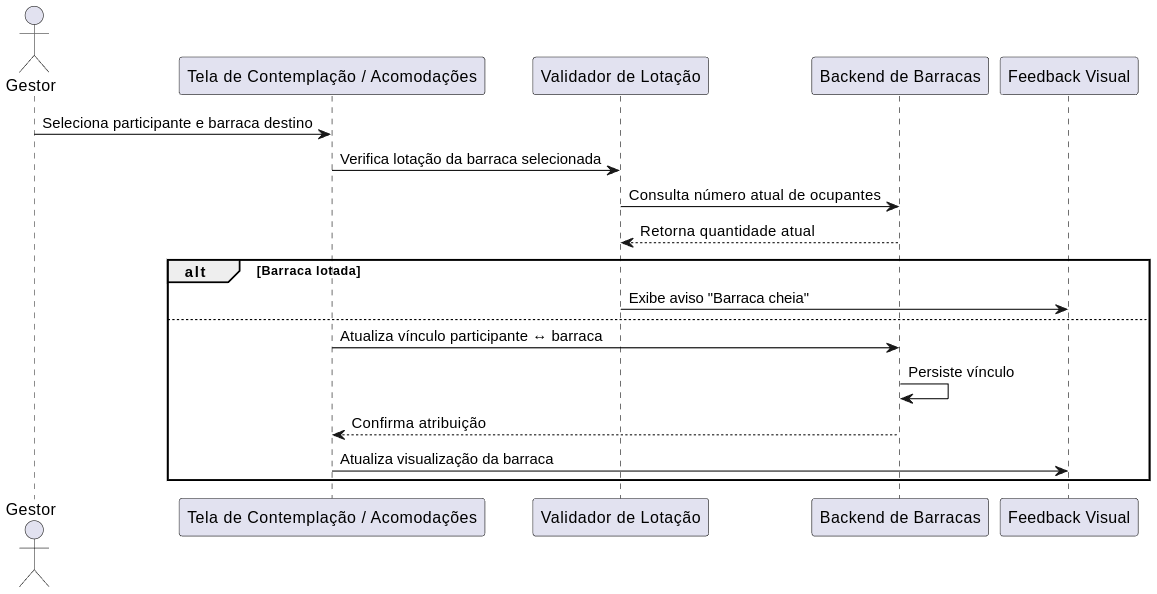 Gestor
Tela de Contemplação / Acomodações
Validador de Lotação
Backend de Barracas
Feedback Visual
Seleciona participante e barraca destino
Verifica lotação da barraca selecionada
Consulta número atual de ocupantes
Retorna quantidade atual
alt
[Barraca lotada]
Exibe aviso "Barraca cheia"
Atualiza vínculo participante ↔ barraca
Persiste vínculo
Confirma atribuição
Atualiza visualização da barraca
Gestor
Tela de Contemplação / Acomodações
Validador de Lotação
Backend de Barracas
Feedback Visual